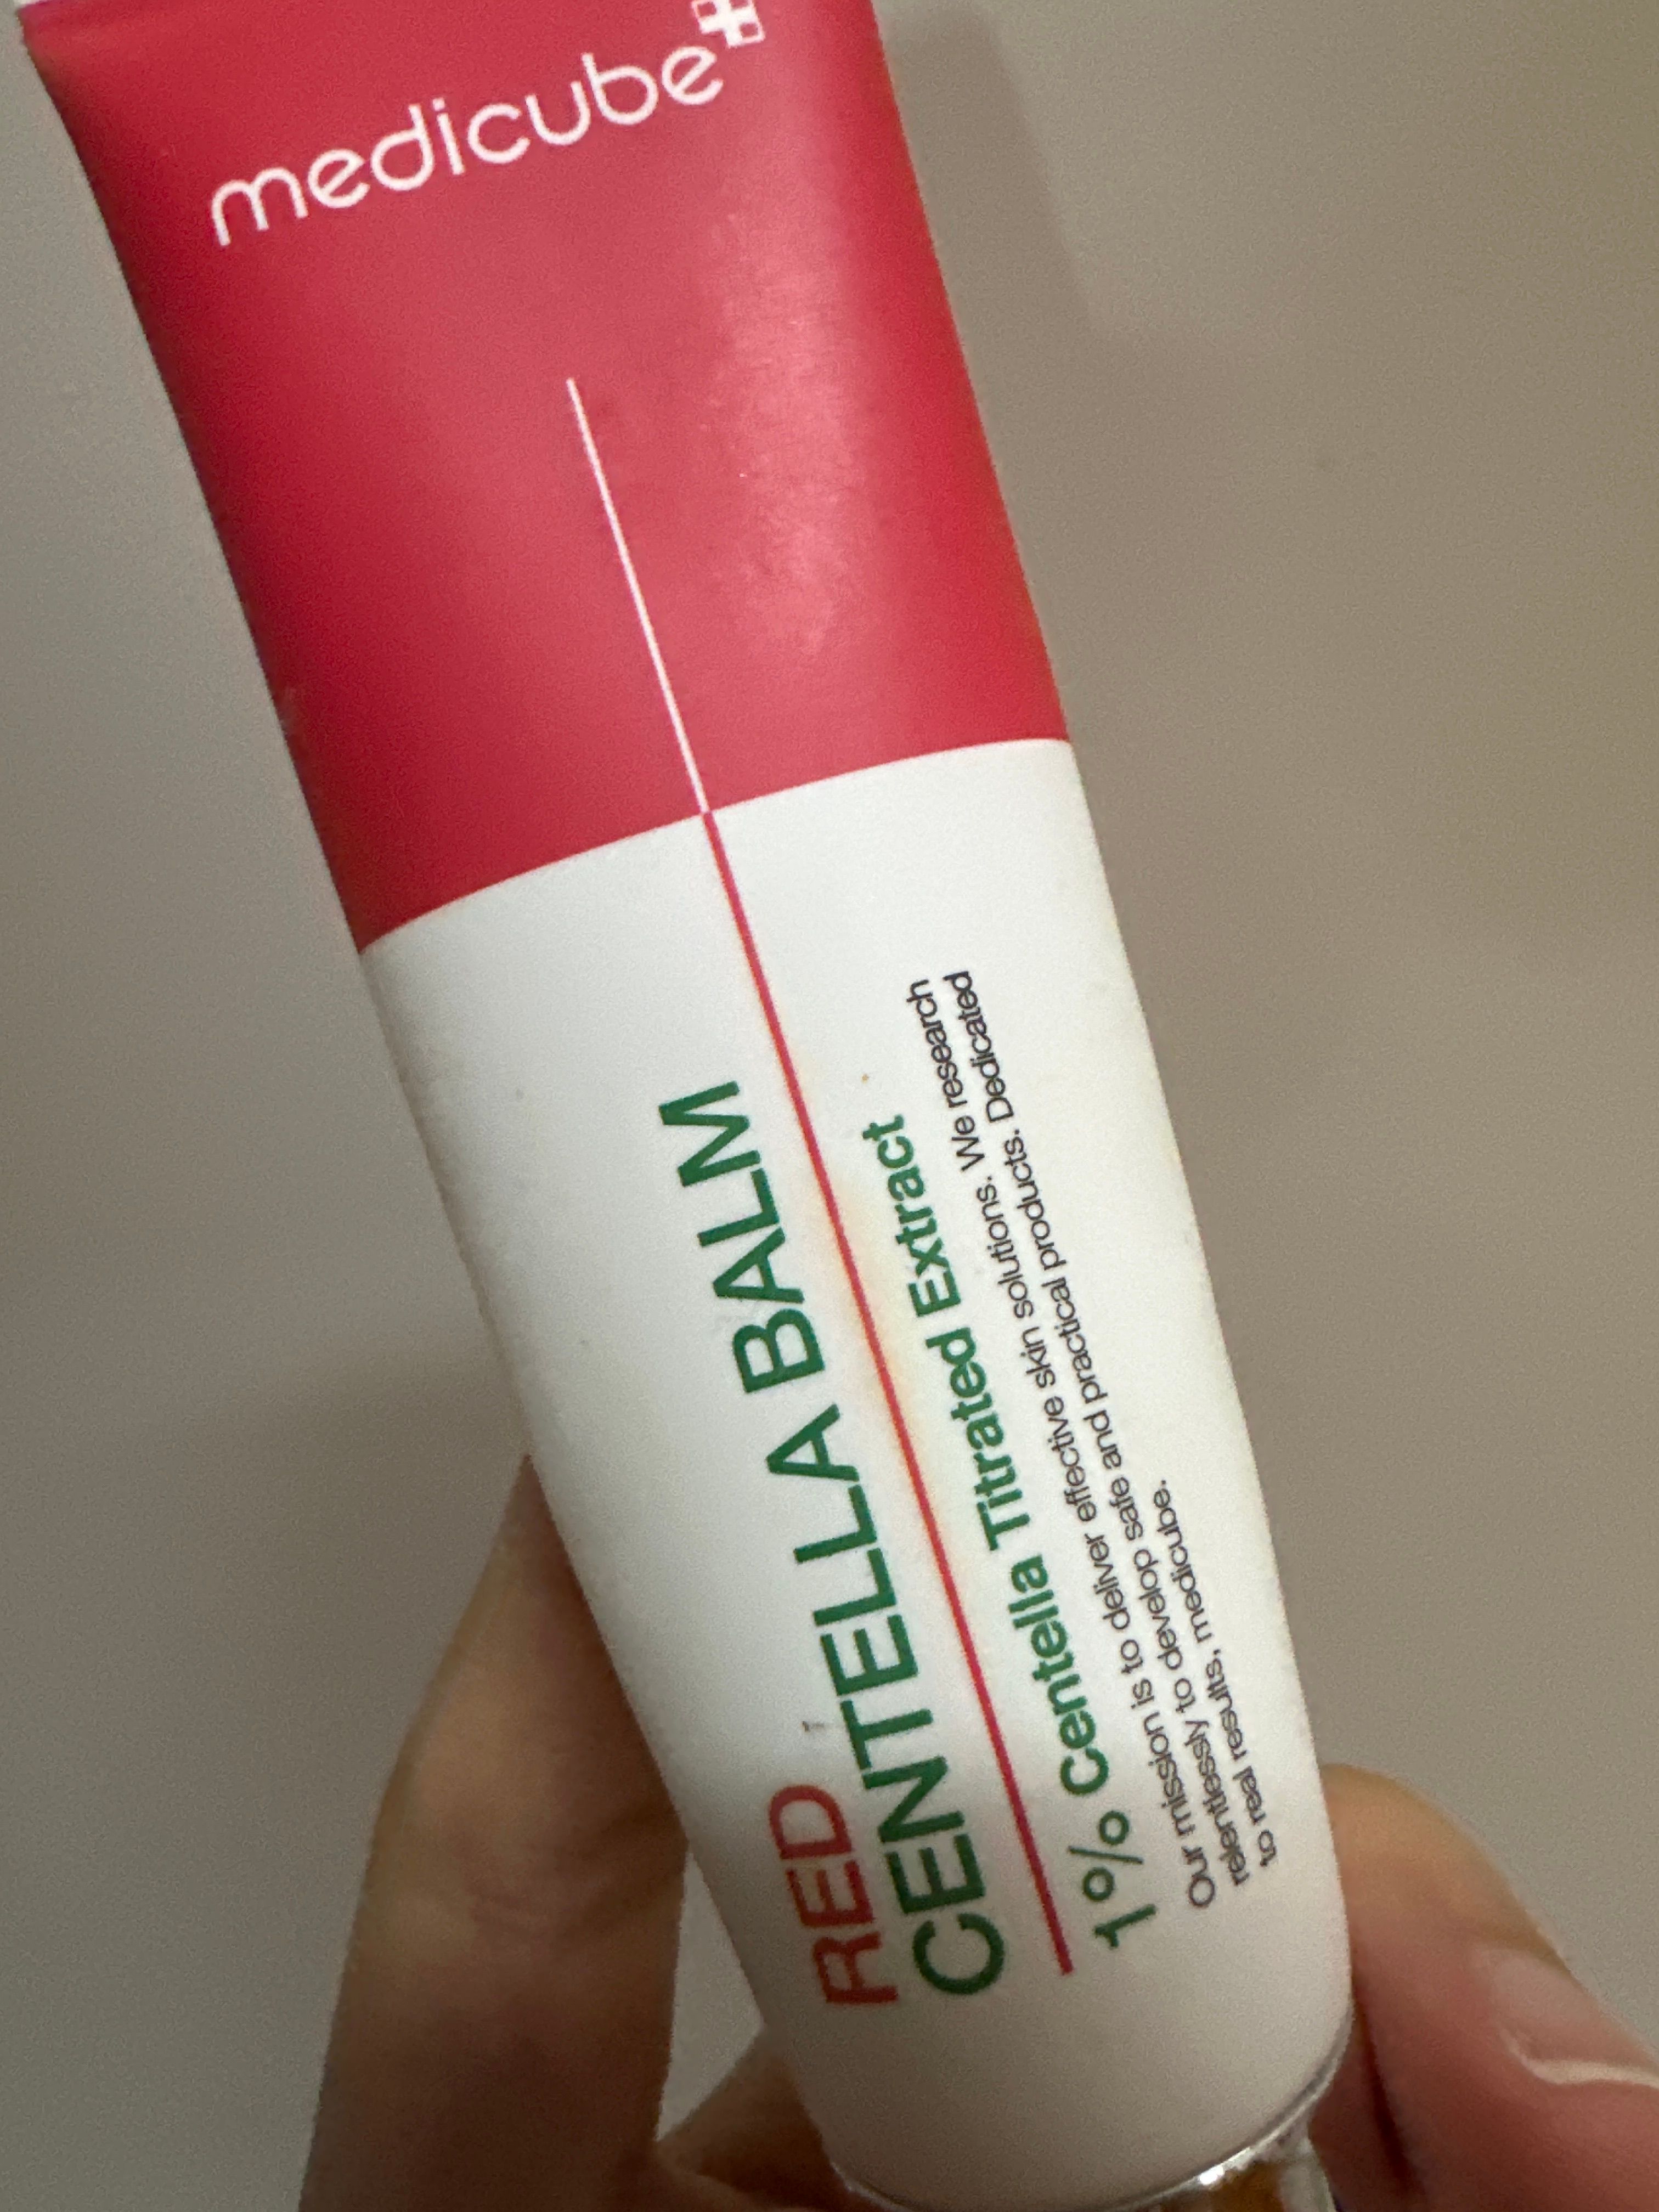 medicube
RED
CENTELLA BALM
1% Centella Titrated Extract
Our mission is to deliver effective skin solutions. We research
relentlessly to develop safe and practical products. Dedicated
to real results, medicube.